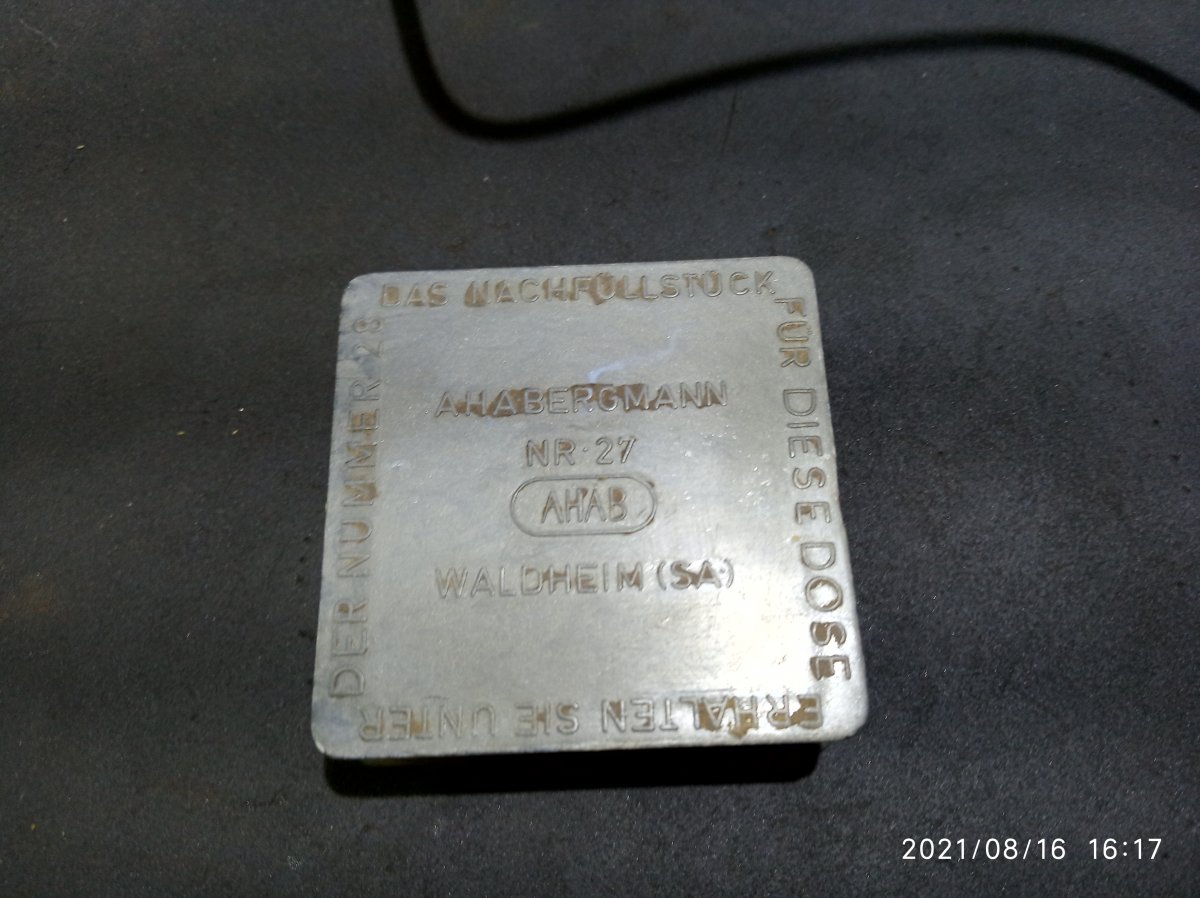 DAS NACHFÜLLSTÜCK
FÜR DIESE DOSE
ERHALTEN SIE UNTER
DER NUMMER 28
AHABERGMANN
NR·27
AHAB
WALDHEIM (SA·)
2021/08/16 16:17